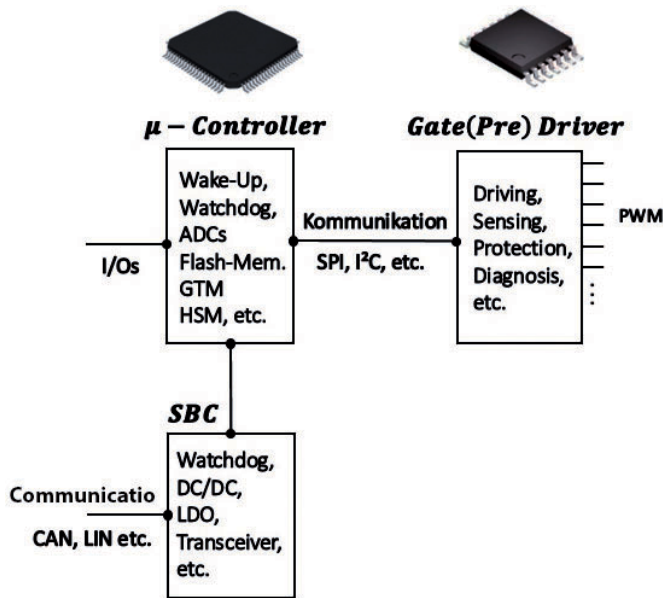 μ – Controller
Gate(Pre) Driver
Wake-Up,
Watchdog,
ADCs
Flash-Mem.
GTM
HSM, etc.
I/Os
Kommunikation
SPI, I²C, etc.
Driving,
Sensing,
Protection,
Diagnosis,
etc.
PWM
SBC
Watchdog,
DC/DC,
LDO,
Transceiver,
etc.
Communicatio
CAN, LIN etc.